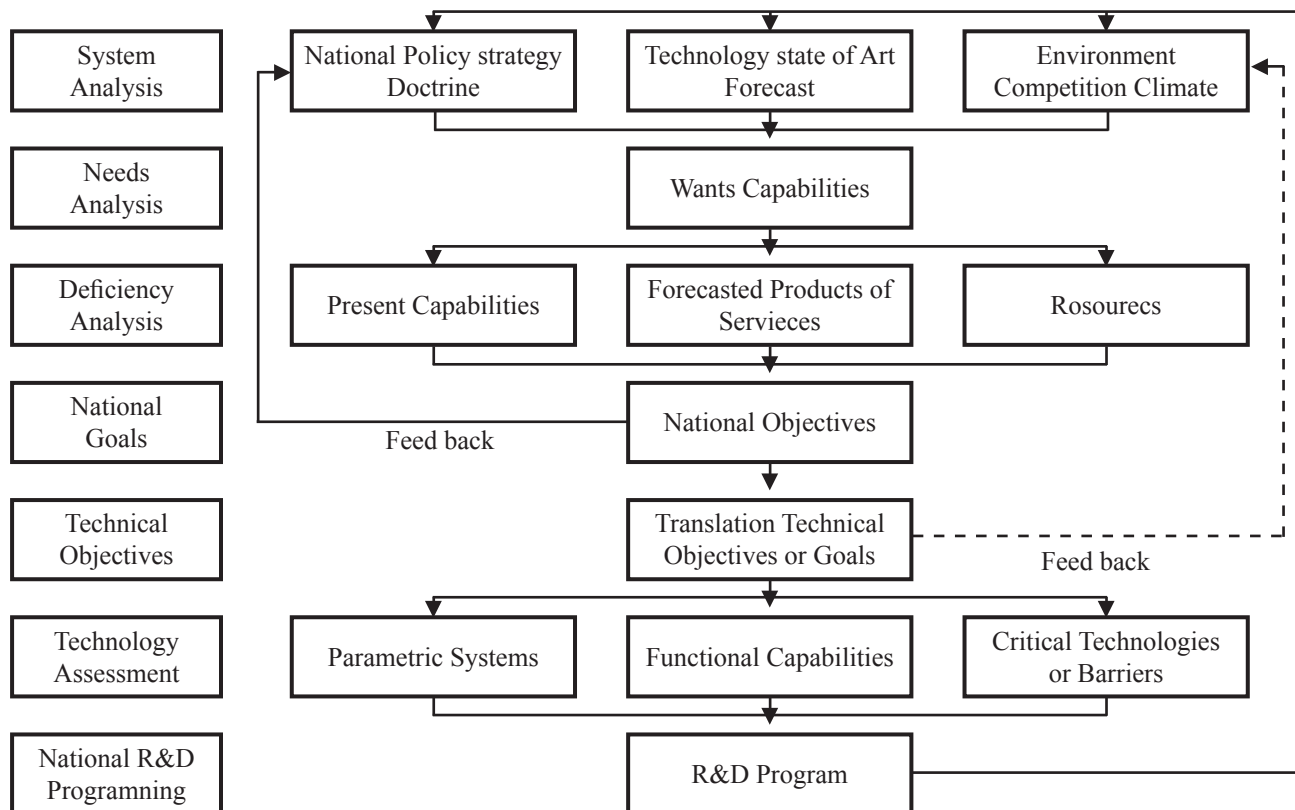 System
Analysis
National Policy strategy
Doctrine
Technology state of Art
Forecast
Environment
Competition Climate
Needs
Analysis
Wants Capabilities
Deficiency
Analysis
Present Capabilities
Forecasted Products of
Servieces
Rosourecs
National
Goals
National Objectives
Feed back
Technical
Objectives
Translation Technical
Objectives or Goals
Feed back
Technology
Assessment
Parametric Systems
Functional Capabilities
Critical Technologies
or Barriers
National R&D
Programning
R&D Program